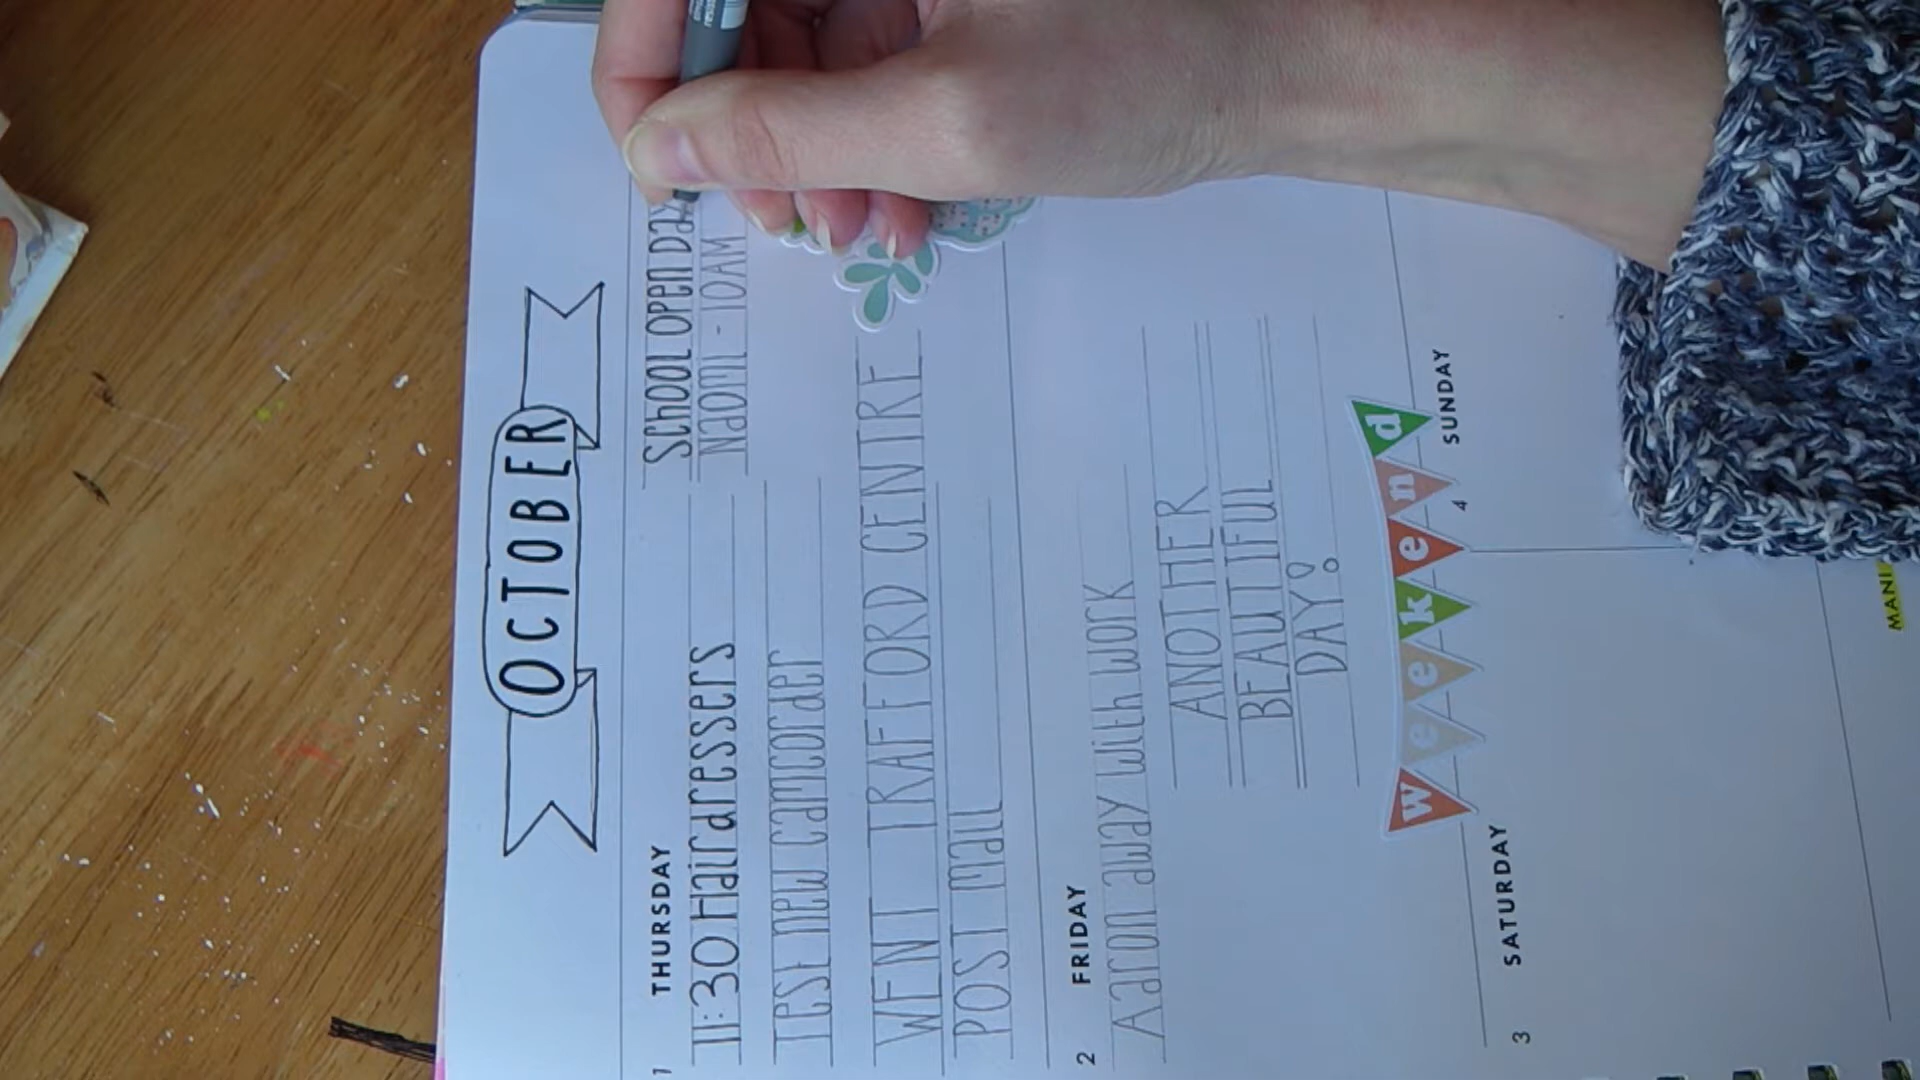 OCTOBER
1 THURSDAY
SCHOOL OPEN DAY
NAOMI - 10AM
11:30 Hairdressers
TEST NEW CAMCORDER
WENT TRAFFORD CENTRE
POST MAIL
2 FRIDAY
Aaron away with work
ANOTHER
BEAUTIFUL
DAY!
weekend
3 SATURDAY
4 SUNDAY
MANI